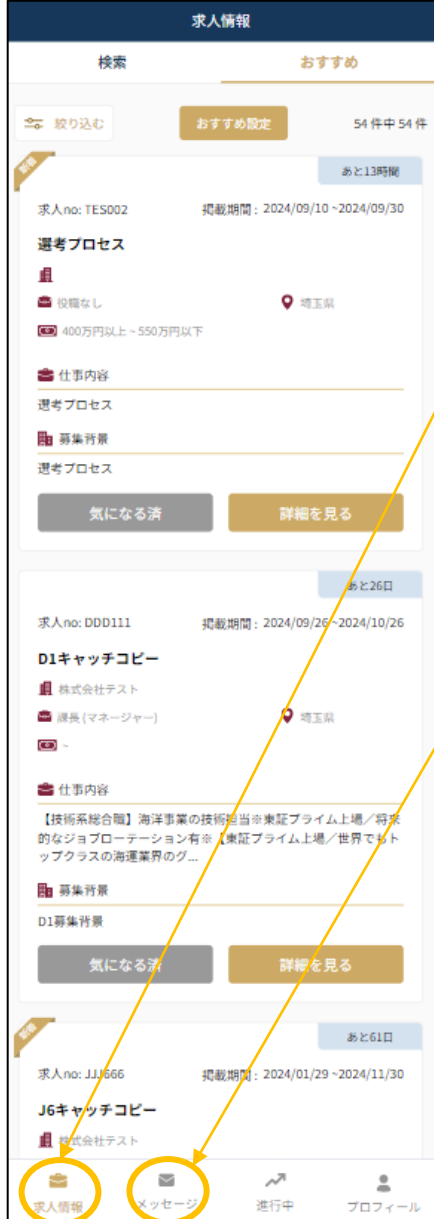 求人情報
検索 おすすめ
絞り込む おすすめ設定 54 件中 54 件
新着
あと13時間
求人no: TES002 掲載期間 : 2024/09/10 ~2024/09/30
選考プロセス
役職なし 埼玉県
400万円以上 ~ 550万円以下
仕事内容
選考プロセス
募集背景
選考プロセス
気になる済 詳細を見る
あと26日
求人no: DDD111 掲載期間 : 2024/09/26 ~2024/10/26
D1キャッチコピー
株式会社テスト
課長 (マネージャー) 埼玉県
~
仕事内容
【技術系総合職】海洋事業の技術担当※東証プライム上場／将来
的なジョブローテーション有※【東証プライム上場／世界でもト
ップクラスの海運業界のグ...
募集背景
D1募集背景
気になる済 詳細を見る
新着
あと61日
求人no: JJJ666 掲載期間 : 2024/01/29 ~2024/11/30
J6キャッチコピー
株式会社テスト
求人情報 メッセージ 進行中 プロフィール